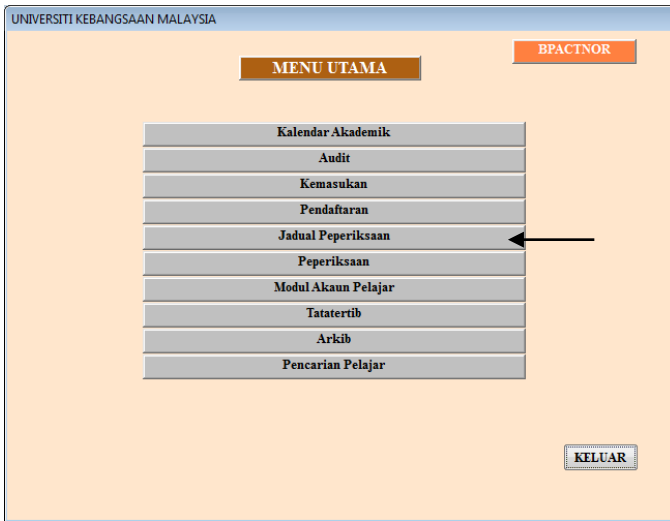 UNIVERSITI KEBANGSAAN MALAYSIA
BPACTNOR
MENU UTAMA
Kalendar Akademik
Audit
Kemasukan
Pendaftaran
Jadual Peperiksaan
Peperiksaan
Modul Akaun Pelajar
Tatatertib
Arkib
Pencarian Pelajar
KELUAR